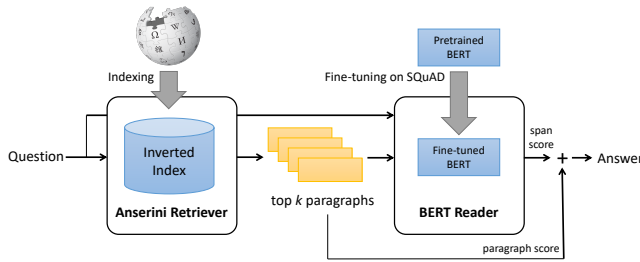 Pretrained
BERT
Indexing
Fine-tuning on SQuAD
Question
Inverted
Index
Anserini Retriever
top k paragraphs
Fine-tuned
BERT
BERT Reader
span
score
+
Answer
paragraph score